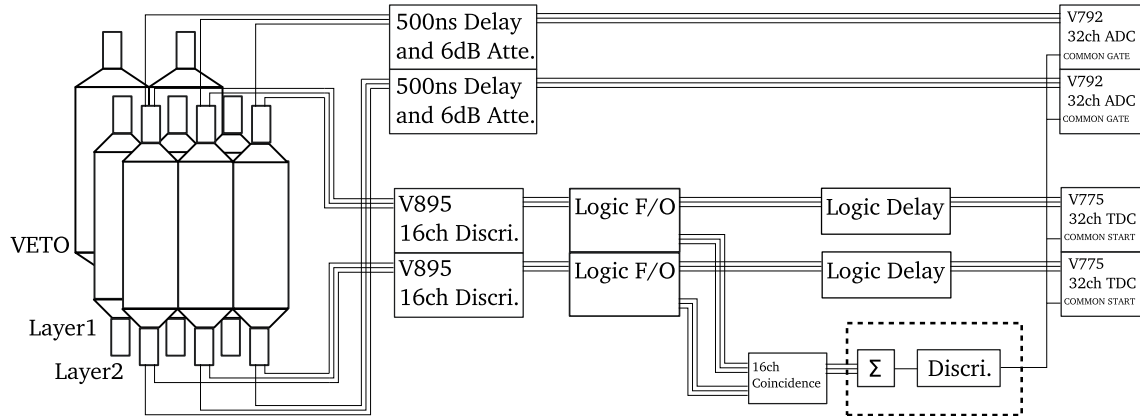 500ns Delay
and 6dB Atte.
V792
32ch ADC
COMMON GATE
500ns Delay
and 6dB Atte.
V792
32ch ADC
COMMON GATE
VETO
Layer1
Layer2
V895
16ch Discri.
Logic F/O
Logic Delay
V775
32ch TDC
COMMON START
V895
16ch Discri.
Logic F/O
Logic Delay
V775
32ch TDC
COMMON START
16ch
Coincidence
Σ
Discri.